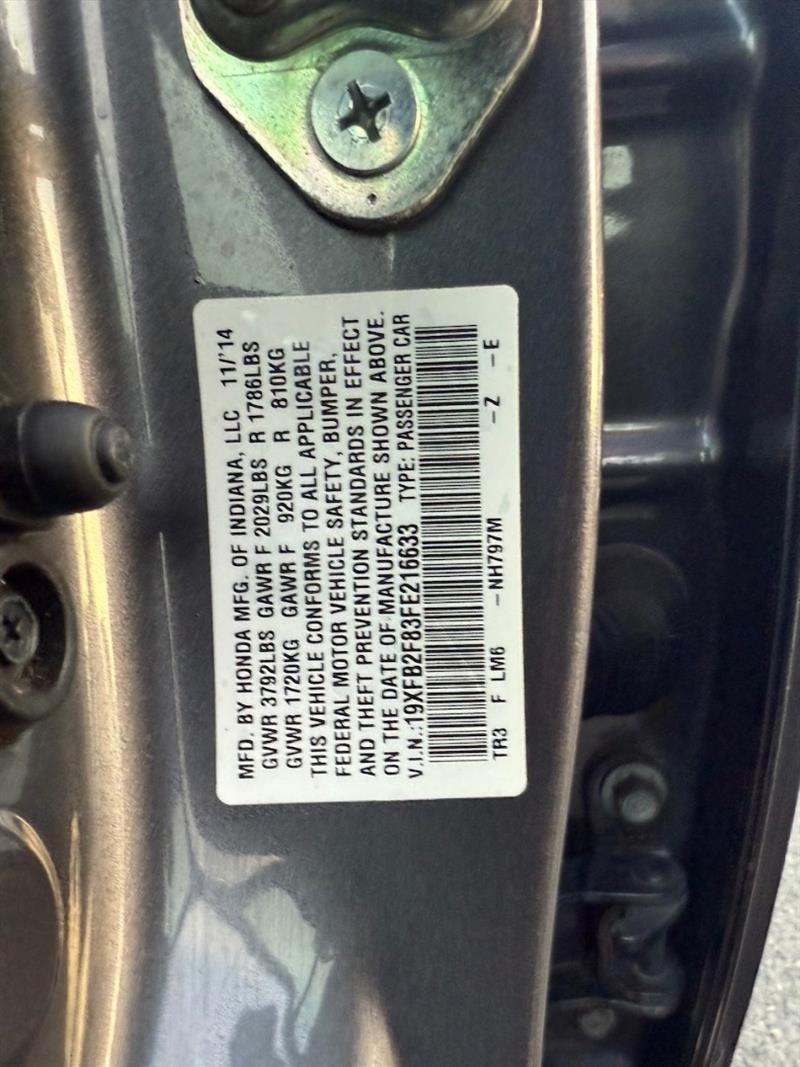 MFD. BY HONDA MFG. OF INDIANA, LLC 11/'14
GVWR 3792LBS GAWR F 2029LBS R 1786LBS
GVWR 1720KG GAWR F 920KG R 810KG
THIS VEHICLE CONFORMS TO ALL APPLICABLE
FEDERAL MOTOR VEHICLE SAFETY, BUMPER,
AND THEFT PREVENTION STANDARDS IN EFFECT
ON THE DATE OF MANUFACTURE SHOWN ABOVE.
V.I.N.:19XFB2F83FE216633 TYPE: PASSENGER CAR
TR3 F LM6 -NH797M -Z -E